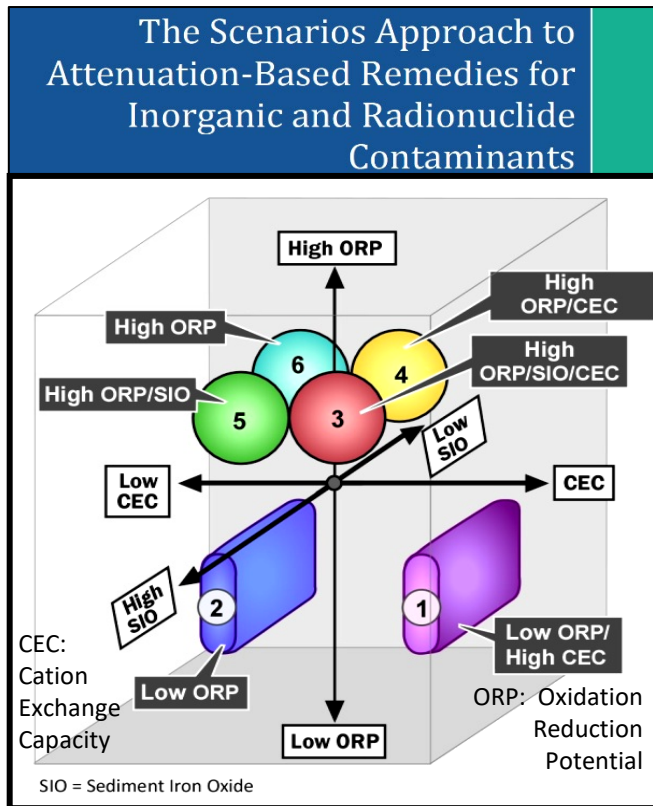 The Scenarios Approach to
Attenuation-Based Remedies for
Inorganic and Radionuclide
Contaminants
High ORP
High
ORP/CEC
High ORP
High
ORP/SIO/CEC
6
4
High ORP/SIO
5
3
Low
SIO
Low
CEC
CEC
High
SIO
2
1
Low ORP/
High CEC
Low ORP
CEC:
Cation
Exchange
Capacity
ORP: Oxidation
Reduction
Potential
Low ORP
SIO = Sediment Iron Oxide